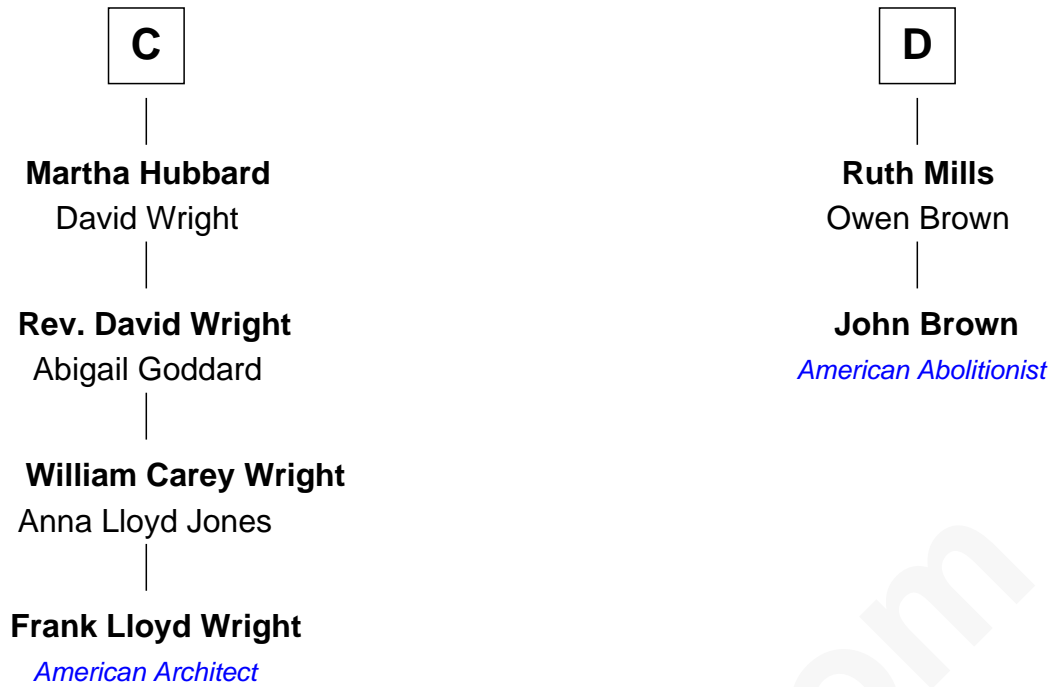 C
Martha Hubbard
David Wright
Rev. David Wright
Abigail Goddard
William Carey Wright
Anna Lloyd Jones
Frank Lloyd Wright
American Architect
D
Ruth Mills
Owen Brown
John Brown
American Abolitionist
om